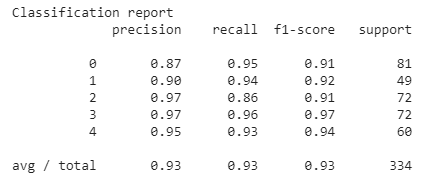 Classification report
precision recall f1-score support
0 0.87 0.95 0.91 81
1 0.90 0.94 0.92 49
2 0.97 0.86 0.91 72
3 0.97 0.96 0.97 72
4 0.95 0.93 0.94 60
avg / total 0.93 0.93 0.93 334